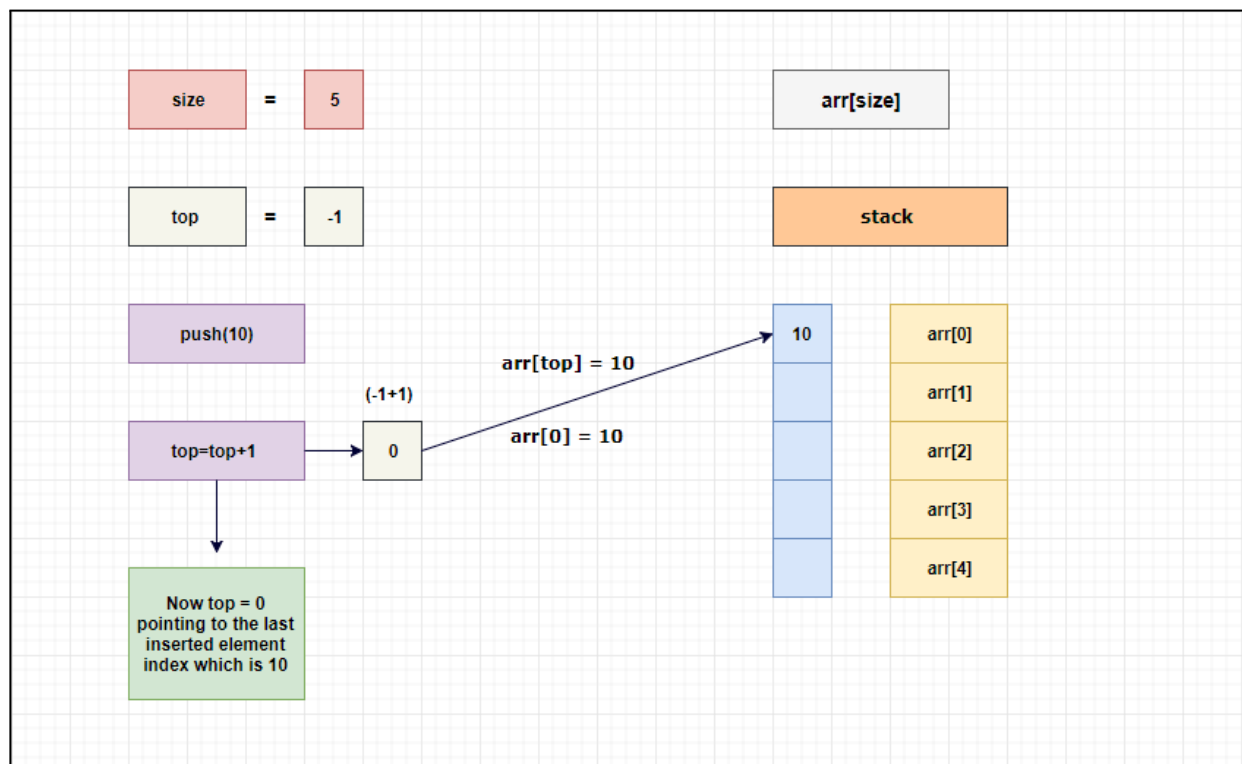 size = 5
arr[size]
top = -1
stack
push(10)
10
arr[0]
arr[top] = 10
(-1+1)
arr[1]
top=top+1
0
arr[0] = 10
arr[2]
arr[3]
arr[4]
Now top = 0
pointing to the last
inserted element
index which is 10